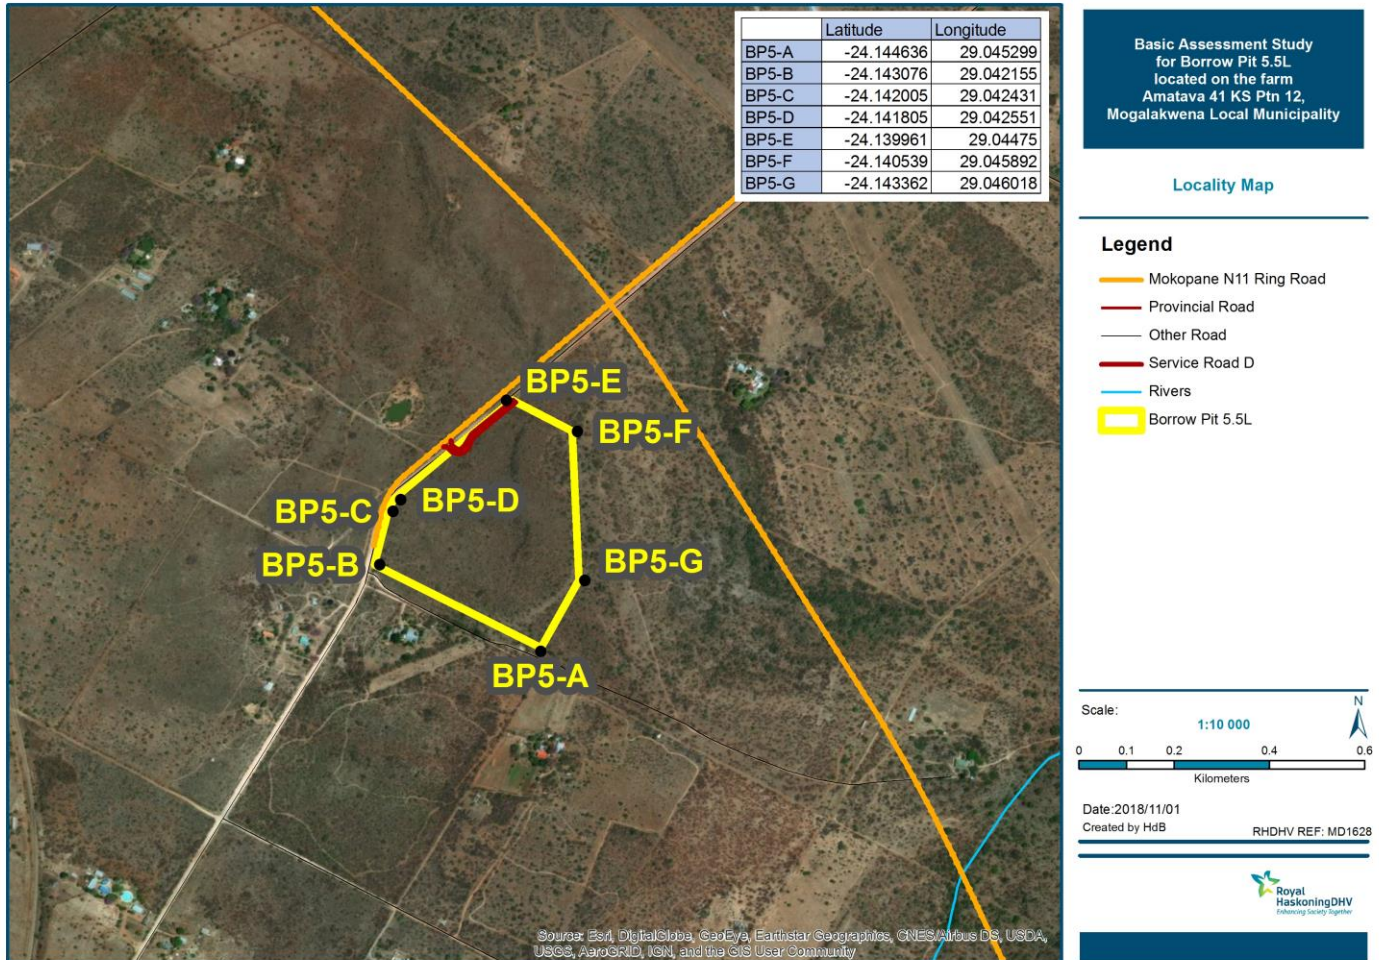 Latitude Longitude
BP5-A -24.144636 29.045299
BP5-B -24.143076 29.042155
BP5-C -24.142005 29.042431
BP5-D -24.141805 29.042551
BP5-E -24.139961 29.04475
BP5-F -24.140539 29.045892
BP5-G -24.143362 29.046018
BP5-E
BP5-F
BP5-D
BP5-C
BP5-B
BP5-G
BP5-A
Source: Esri, DigitalGlobe, GeoEye, Earthstar Geographics, CNES/Airbus DS, USDA,
USGS, AeroGRID, IGN, and the GIS User Community
Basic Assessment Study
for Borrow Pit 5.5L
located on the farm
Amatava 41 KS Ptn 12,
Mogalakwena Local Municipality
Locality Map
Legend
Mokopane N11 Ring Road
Provincial Road
Other Road
Service Road D
Rivers
Borrow Pit 5.5L
Scale:
1:10 000
N
0 0.1 0.2 0.4 0.6
Kilometers
Date:2018/11/01
Created by HdB
RHDHV REF: MD1628
Royal
HaskoningDHV
Enhancing Society Together